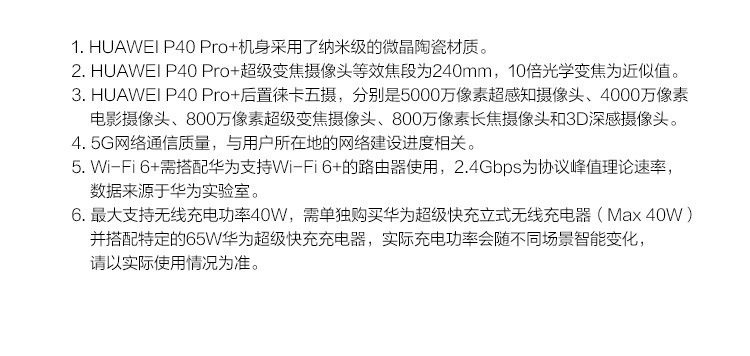 1. HUAWEI P40 Pro+机身采用了纳米级的微晶陶瓷材质。
2. HUAWEI P40 Pro+超级变焦摄像头等效焦段为240mm，10倍光学变焦为近似值。
3. HUAWEI P40 Pro+后置徕卡五摄，分别是5000万像素超感知摄像头、4000万像素
电影摄像头、800万像素超级变焦摄像头、800万像素长焦摄像头和3D深感摄像头。
4. 5G网络通信质量，与用户所在地的网络建设进度相关。
5. Wi-Fi 6+需搭配华为支持Wi-Fi 6+的路由器使用，2.4Gbps为协议峰值理论速率，
数据来源于华为实验室。
6. 最大支持无线充电功率40W，需单独购买华为超级快充立式无线充电器（Max 40W）
并搭配特定的65W华为超级快充充电器，实际充电功率会随不同场景智能变化，
请以实际使用情况为准。